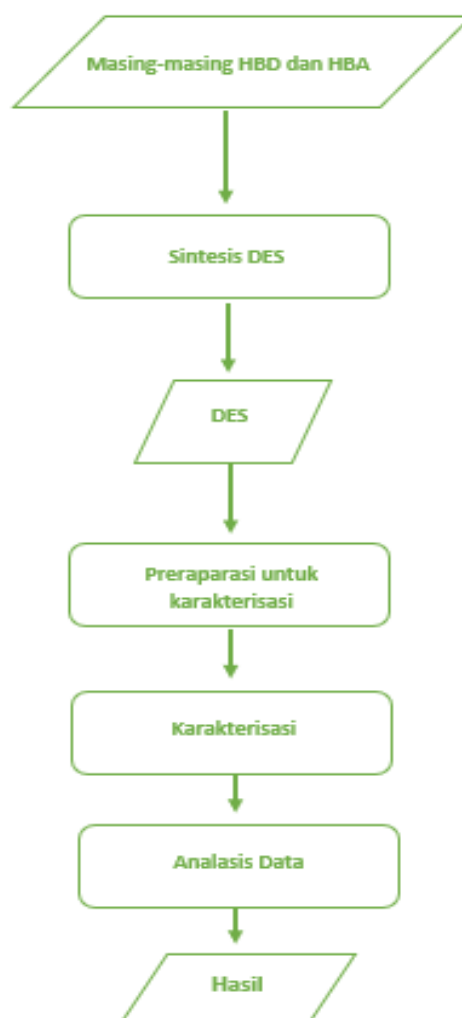 Masing-masing HBD dan HBA
Sintesis DES
DES
Preraparasi untuk
karakterisasi
Karakterisasi
Analasis Data
Hasil